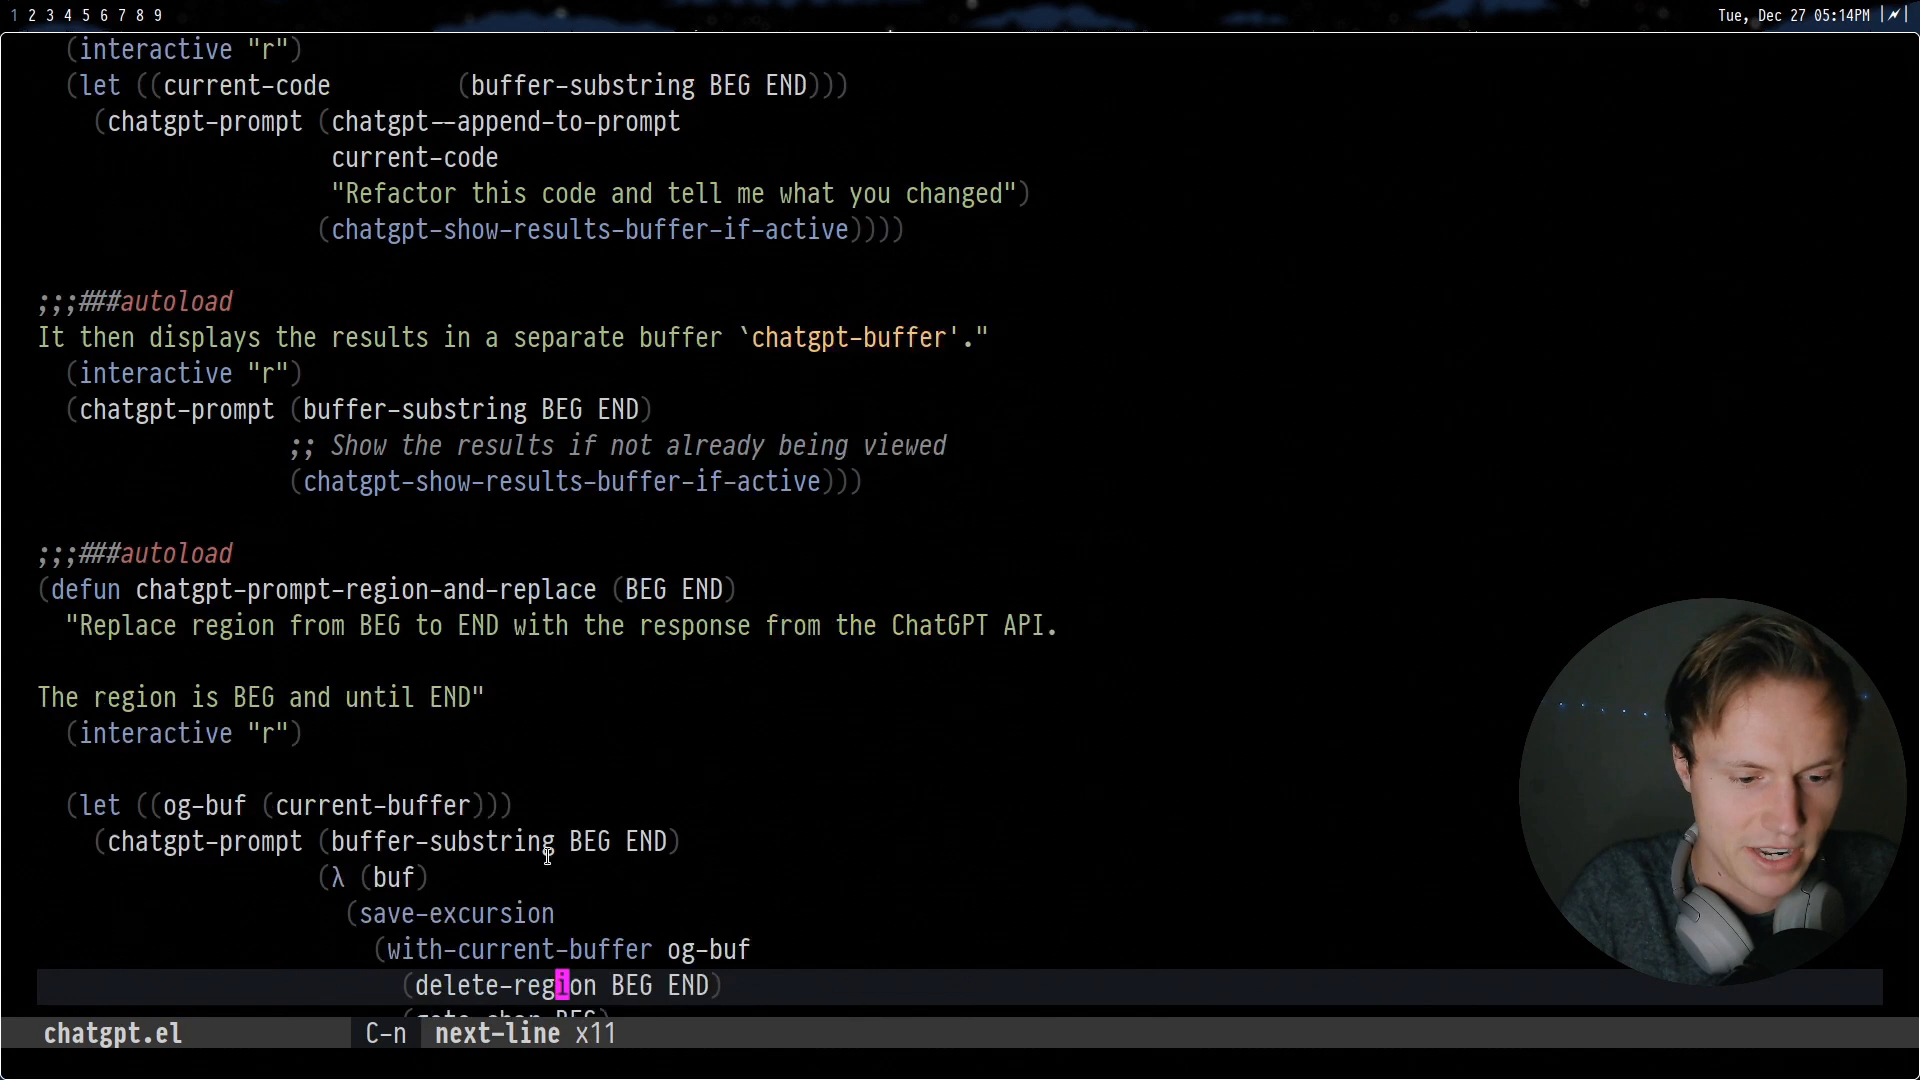 1 2 3 4 5 6 7 8 9
Tue, Dec 27 05:14PM
(interactive "r")
(let ((current-code (buffer-substring BEG END)))
(chatgpt-prompt (chatgpt--append-to-prompt
current-code
"Refactor this code and tell me what you changed")
(chatgpt-show-results-buffer-if-active))))
;;;###autoload
It then displays the results in a separate buffer `chatgpt-buffer'."
(interactive "r")
(chatgpt-prompt (buffer-substring BEG END)
;; Show the results if not already being viewed
(chatgpt-show-results-buffer-if-active)))
;;;###autoload
(defun chatgpt-prompt-region-and-replace (BEG END)
"Replace region from BEG to END with the response from the ChatGPT API.
The region is BEG and until END"
(interactive "r")
(let ((og-buf (current-buffer)))
(chatgpt-prompt (buffer-substring BEG END)
(λ (buf)
(save-excursion
(with-current-buffer og-buf
(delete-region BEG END)
chatgpt.el C-n next-line x11